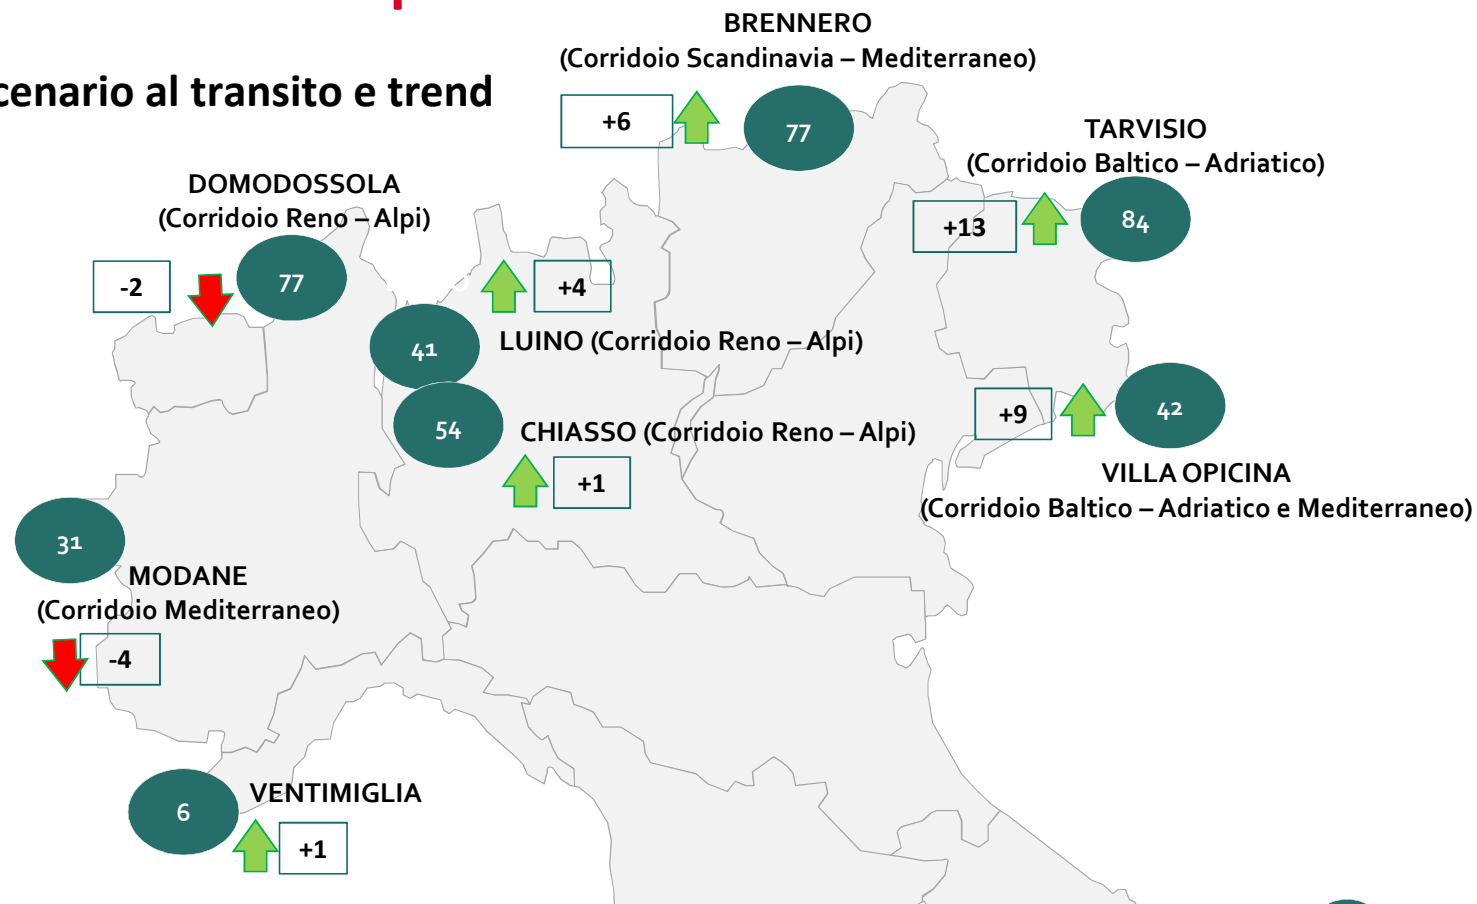 cenario al transito e trend
BRENNERO
(Corridoio Scandinavia – Mediterraneo)
+6
77
TARVISIO
(Corridoio Baltico – Adriatico)
+13
84
DOMODOSSOLA
(Corridoio Reno – Alpi)
-2
77
+4
41
LUINO (Corridoio Reno – Alpi)
54
CHIASSO (Corridoio Reno – Alpi)
+1
+9
42
VILLA OPICINA
(Corridoio Baltico – Adriatico e Mediterraneo)
31
MODANE
(Corridoio Mediterraneo)
-4
6
VENTIMIGLIA
+1